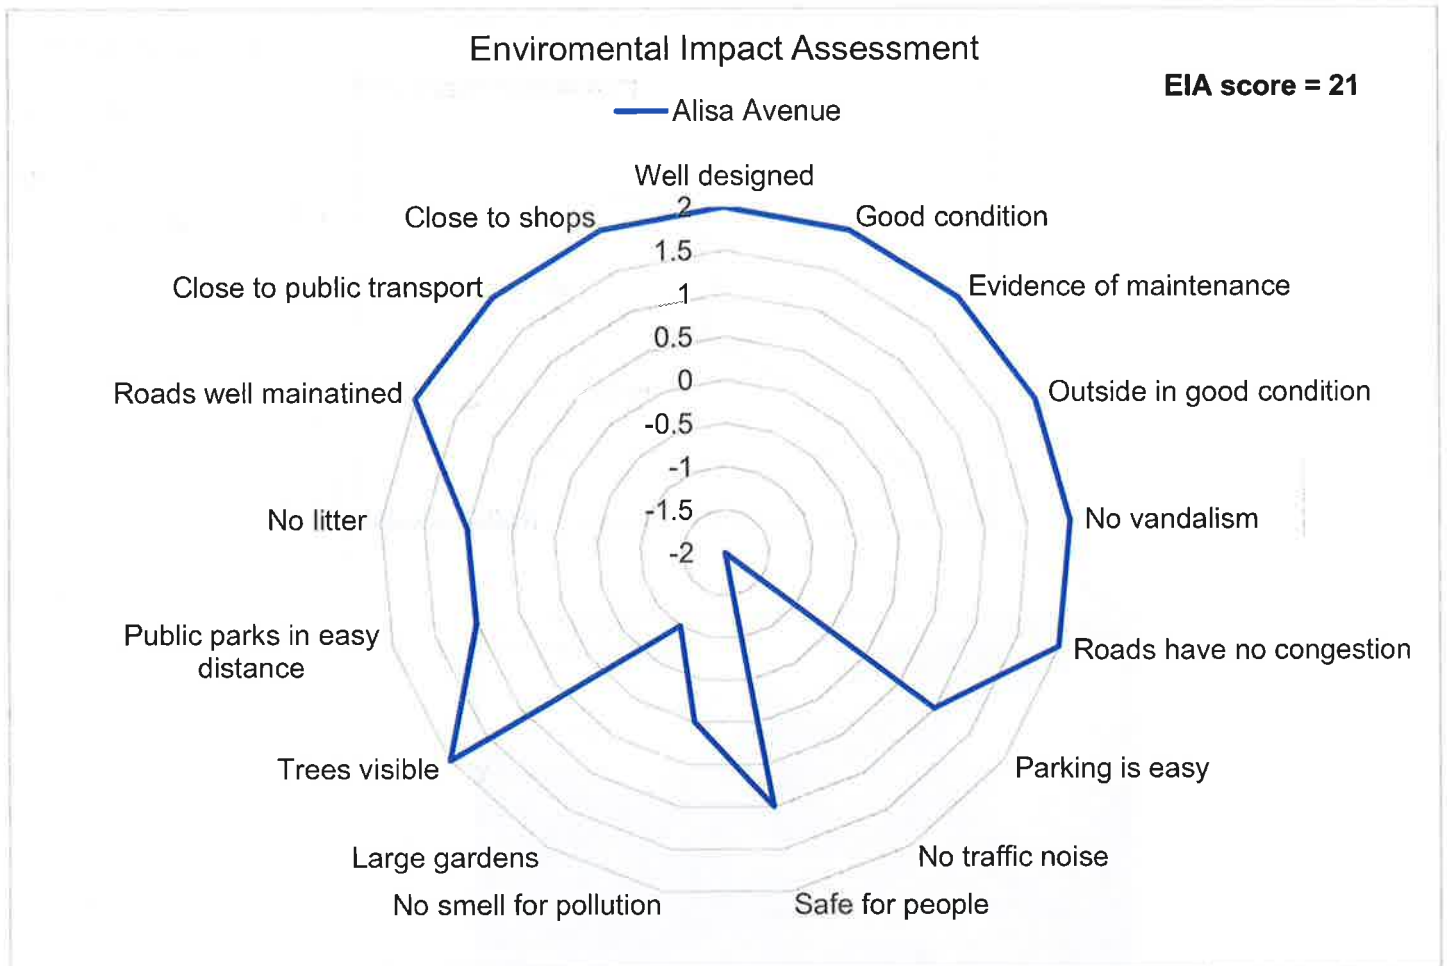 Enviromental Impact Assessment
EIA score = 21
Alisa Avenue
Well designed
Good condition
Evidence of maintenance
Outside in good condition
No vandalism
Roads have no congestion
Parking is easy
No traffic noise
Safe for people
No smell for pollution
Large gardens
Trees visible
Public parks in easy
distance
No litter
Roads well mainatined
Close to public transport
Close to shops
2
1.5
1
0.5
0
-0.5
-1
-1.5
-2